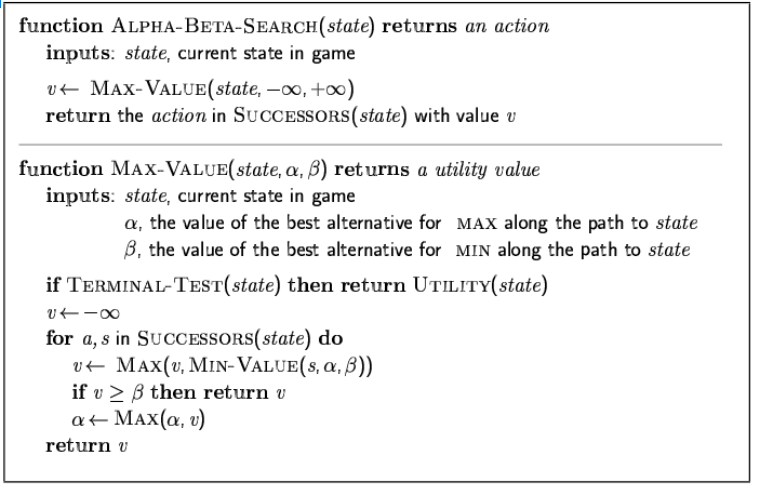 function ALPHA-BETA-SEARCH(state) returns an action
inputs: state, current state in game
v← MAX-VALUE(state, −∞, +∞)
return the action in SUCCESSORS(state) with value v
function MAX-VALUE(state, α, β) returns a utility value
inputs: state, current state in game
α, the value of the best alternative for MAX along the path to state
β, the value of the best alternative for MIN along the path to state
if TERMINAL-TEST(state) then return UTILITY(state)
v←−∞
for a, s in SUCCESSORS(state) do
v← MAX(v, MIN-VALUE(s, α, β))
if v ≥ β then return v
α←MAX(α, v)
return v